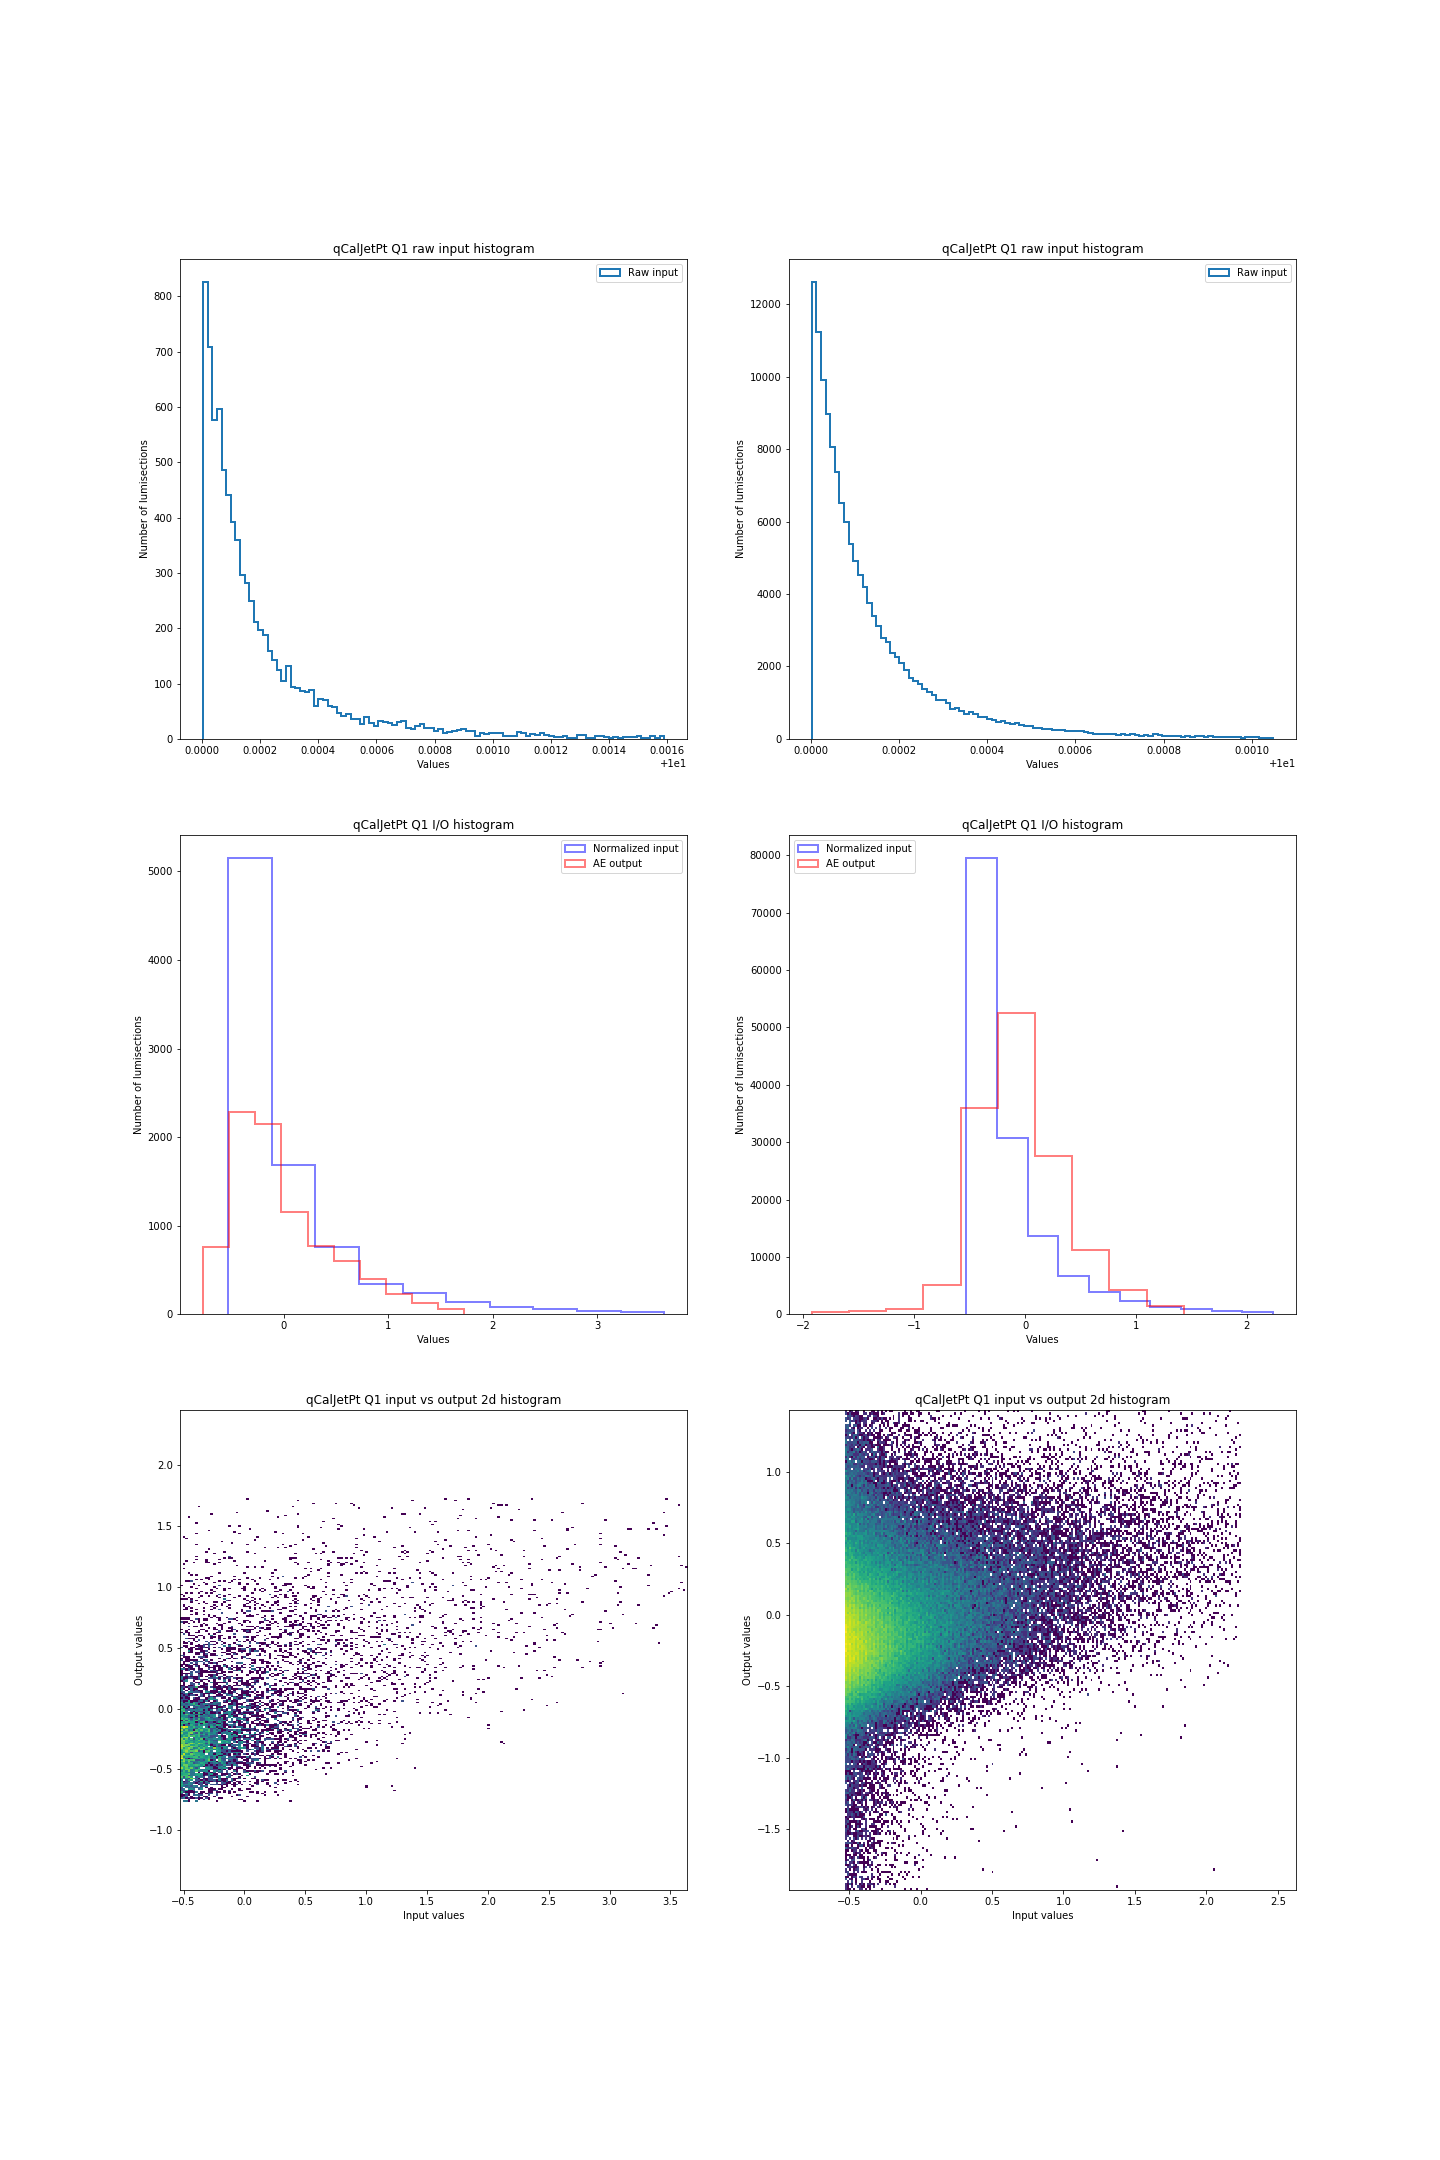 qCalJetPt Q1 raw input histogram
Raw input
Number of lumisections
800
700
600
500
400
300
200
100
0
0.0000 0.0002 0.0004 0.0006 0.0008 0.0010 0.0012 0.0014 0.0016
+1e1
Values
qCalJetPt Q1 raw input histogram
Raw input
Number of lumisections
12000
10000
8000
6000
4000
2000
0
0.0000 0.0002 0.0004 0.0006 0.0008 0.0010
+1e1
Values
qCalJetPt Q1 I/O histogram
Normalized input
AE output
Number of lumisections
5000
4000
3000
2000
1000
0
0 1 2 3
Values
qCalJetPt Q1 I/O histogram
Normalized input
AE output
Number of lumisections
80000
70000
60000
50000
40000
30000
20000
10000
0
−2 −1 0 1 2
Values
qCalJetPt Q1 input vs output 2d histogram
Output values
2.0
1.5
1.0
0.5
0.0
−0.5
−1.0
−0.5 0.0 0.5 1.0 1.5 2.0 2.5 3.0 3.5
Input values
qCalJetPt Q1 input vs output 2d histogram
Output values
1.0
0.5
0.0
−0.5
−1.0
−1.5
−0.5 0.0 0.5 1.0 1.5 2.0 2.5
Input values